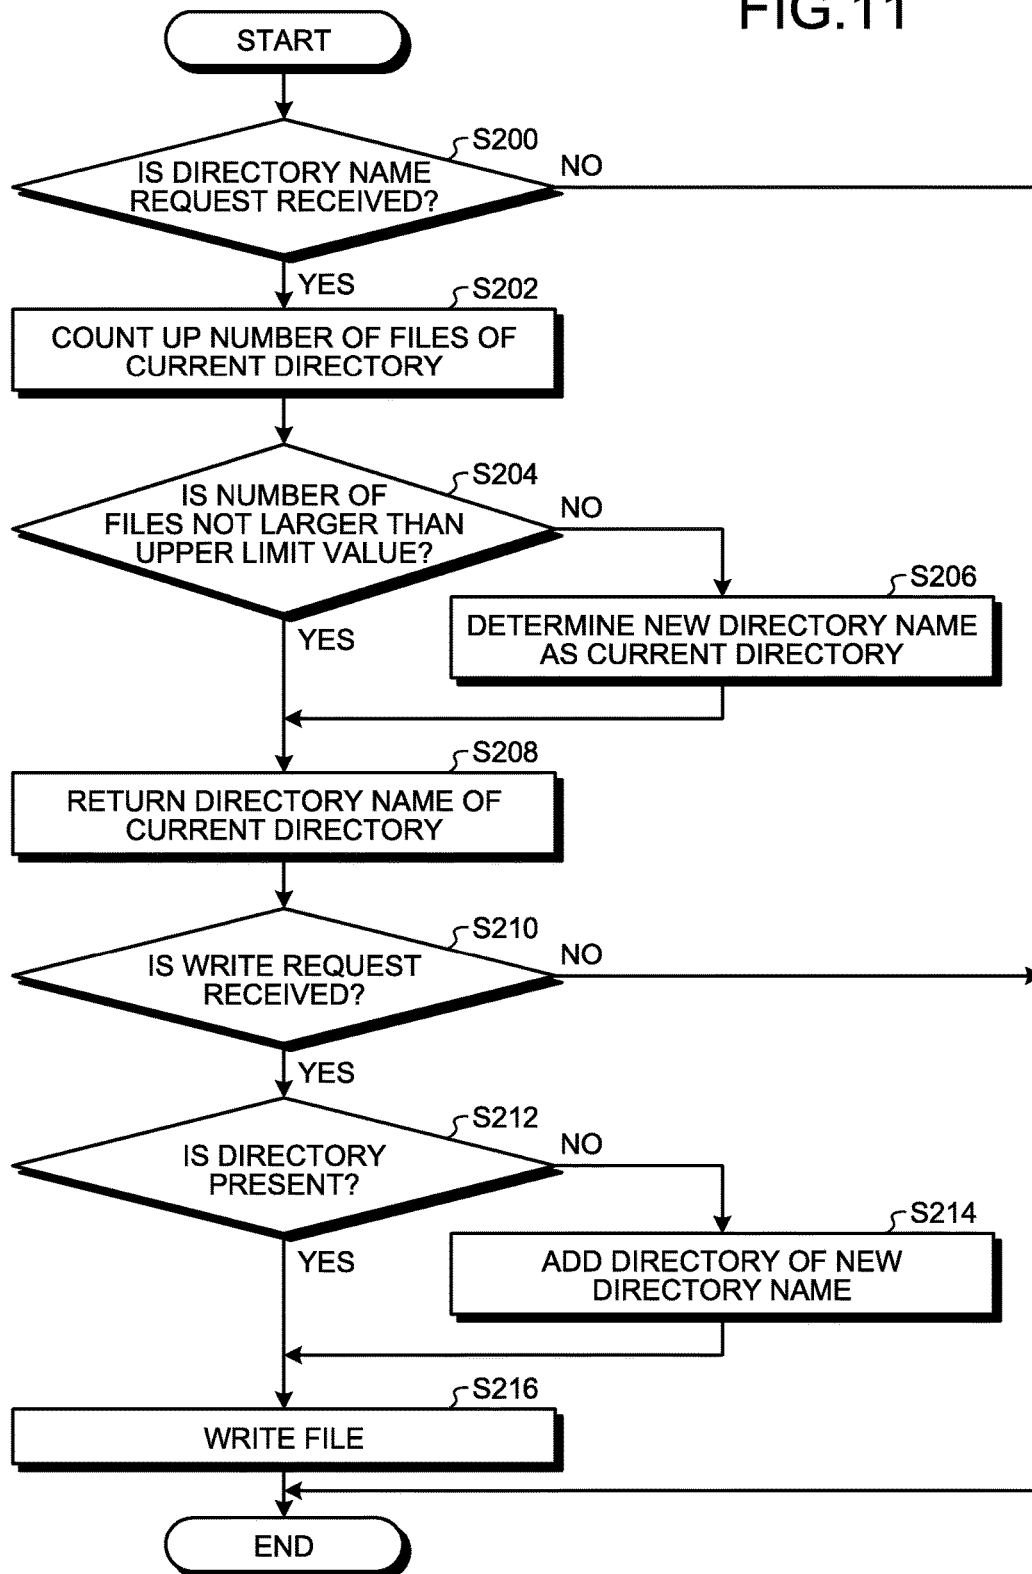 FIG.11
START
S200
IS DIRECTORY NAME
REQUEST RECEIVED?
NO
YES
S202
COUNT UP NUMBER OF FILES OF
CURRENT DIRECTORY
S204
IS NUMBER OF
FILES NOT LARGER THAN
UPPER LIMIT VALUE?
NO
YES
S206
DETERMINE NEW DIRECTORY NAME
AS CURRENT DIRECTORY
S208
RETURN DIRECTORY NAME OF
CURRENT DIRECTORY
S210
IS WRITE REQUEST
RECEIVED?
NO
YES
S212
IS DIRECTORY
PRESENT?
NO
YES
S214
ADD DIRECTORY OF NEW
DIRECTORY NAME
S216
WRITE FILE
END